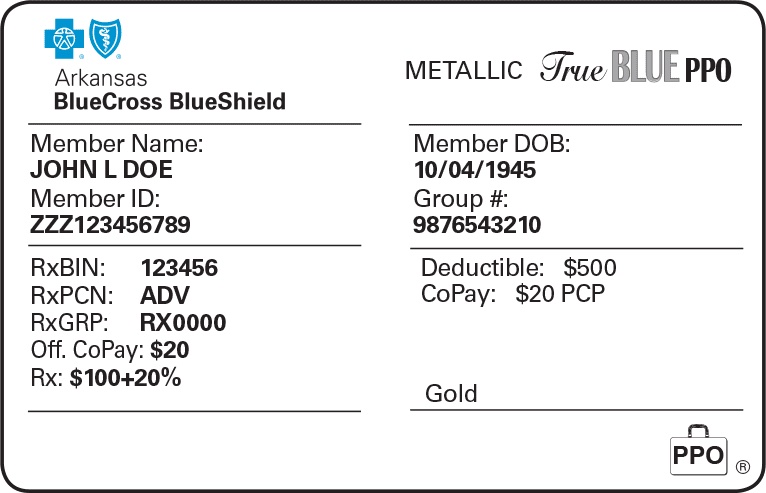 Arkansas
BlueCross BlueShield
METALLIC True BLUE PPO
Member Name:
JOHN L DOE
Member ID:
ZZZ123456789
Member DOB:
10/04/1945
Group #:
9876543210
RxBIN: 123456
RxPCN: ADV
RxGRP: RX0000
Off. CoPay: $20
Rx: $100+20%
Deductible: $500
CoPay: $20 PCP
Gold
PPO ®